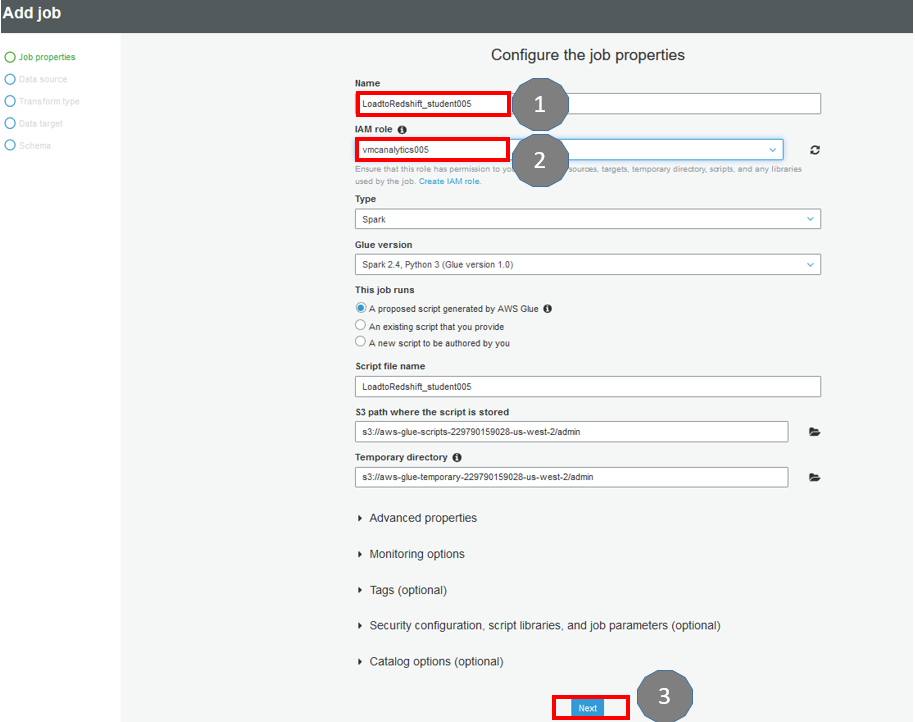 Add job
Job properties
Data source
Transform type
Data target
Schema
Configure the job properties
Name
LoadtoRedshift_student005
1
IAM role
vmcanalytics005
2
Ensure that this role has permission to your sources, targets, temporary directory, scripts, and any libraries
used by the job. Create IAM role.
Type
Spark
Glue version
Spark 2.4, Python 3 (Glue version 1.0)
This job runs
A proposed script generated by AWS Glue
An existing script that you provide
A new script to be authored by you
Script file name
LoadtoRedshift_student005
S3 path where the script is stored
s3://aws-glue-scripts-229790159028-us-west-2/admin
Temporary directory
s3://aws-glue-temporary-229790159028-us-west-2/admin
Advanced properties
Monitoring options
Tags (optional)
Security configuration, script libraries, and job parameters (optional)
Catalog options (optional)
Next
3